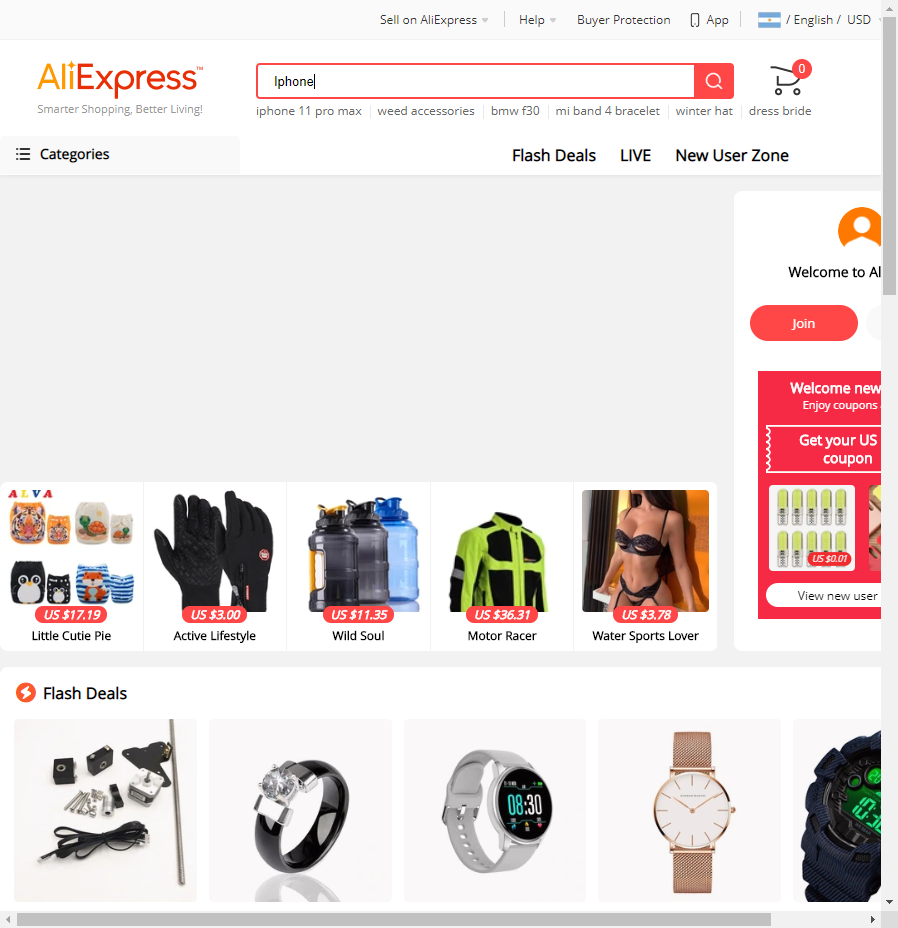 Sell on AliExpress
Help
Buyer Protection
App
/ English / USD
AliExpress™
Smarter Shopping, Better Living!
Iphone
0
iphone 11 pro max
weed accessories
bmw f30
mi band 4 bracelet
winter hat
dress bride
Categories
Flash Deals
LIVE
New User Zone
Welcome to Al
Join
Welcome new
Enjoy coupons
Get your US
coupon
US $0.01
View new user
ALVA
US $17.19
Little Cutie Pie
US $3.00
Active Lifestyle
US $11.35
Wild Soul
US $36.31
Motor Racer
US $3.78
Water Sports Lover
Flash Deals
08:30